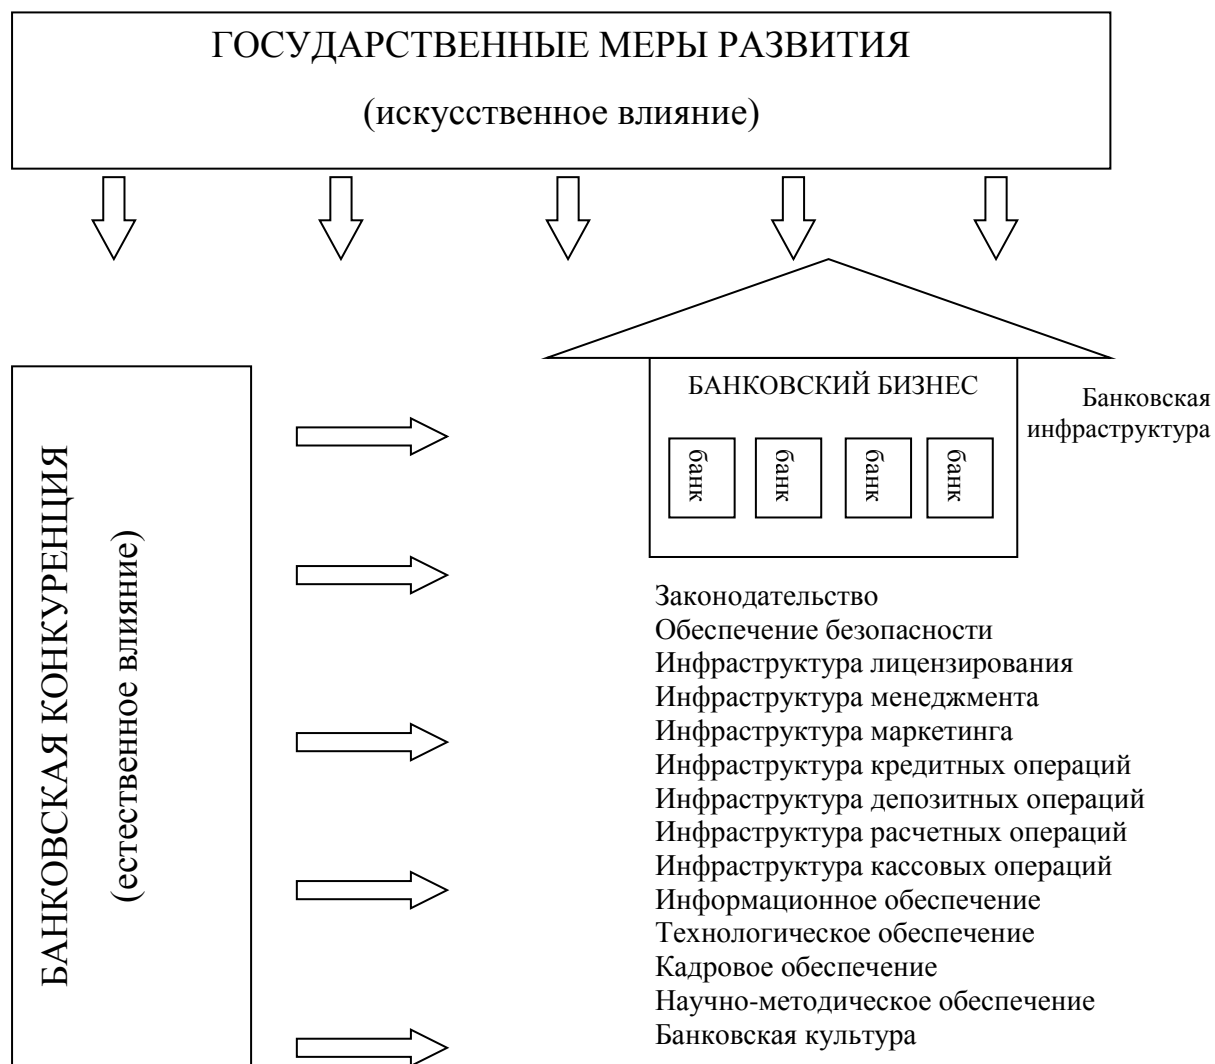 ГОСУДАРСТВЕННЫЕ МЕРЫ РАЗВИТИЯ
(искусственное влияние)
БАНКОВСКАЯ КОНКУРЕНЦИЯ
(естественное влияние)
БАНКОВСКИЙ БИЗНЕС
банк
банк
банк
банк
Банковская
инфраструктура
Законодательство
Обеспечение безопасности
Инфраструктура лицензирования
Инфраструктура менеджмента
Инфраструктура маркетинга
Инфраструктура кредитных операций
Инфраструктура депозитных операций
Инфраструктура расчетных операций
Инфраструктура кассовых операций
Информационное обеспечение
Технологическое обеспечение
Кадровое обеспечение
Научно-методическое обеспечение
Банковская культура